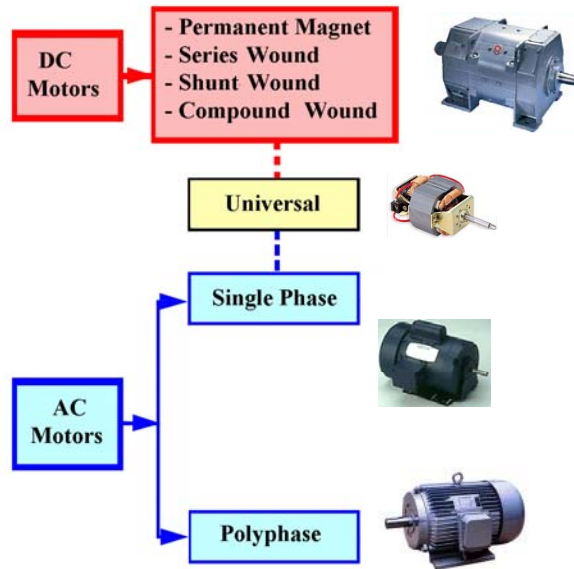 DC
Motors
- Permanent Magnet
- Series Wound
- Shunt Wound
- Compound Wound
Universal
Single Phase
AC
Motors
Polyphase